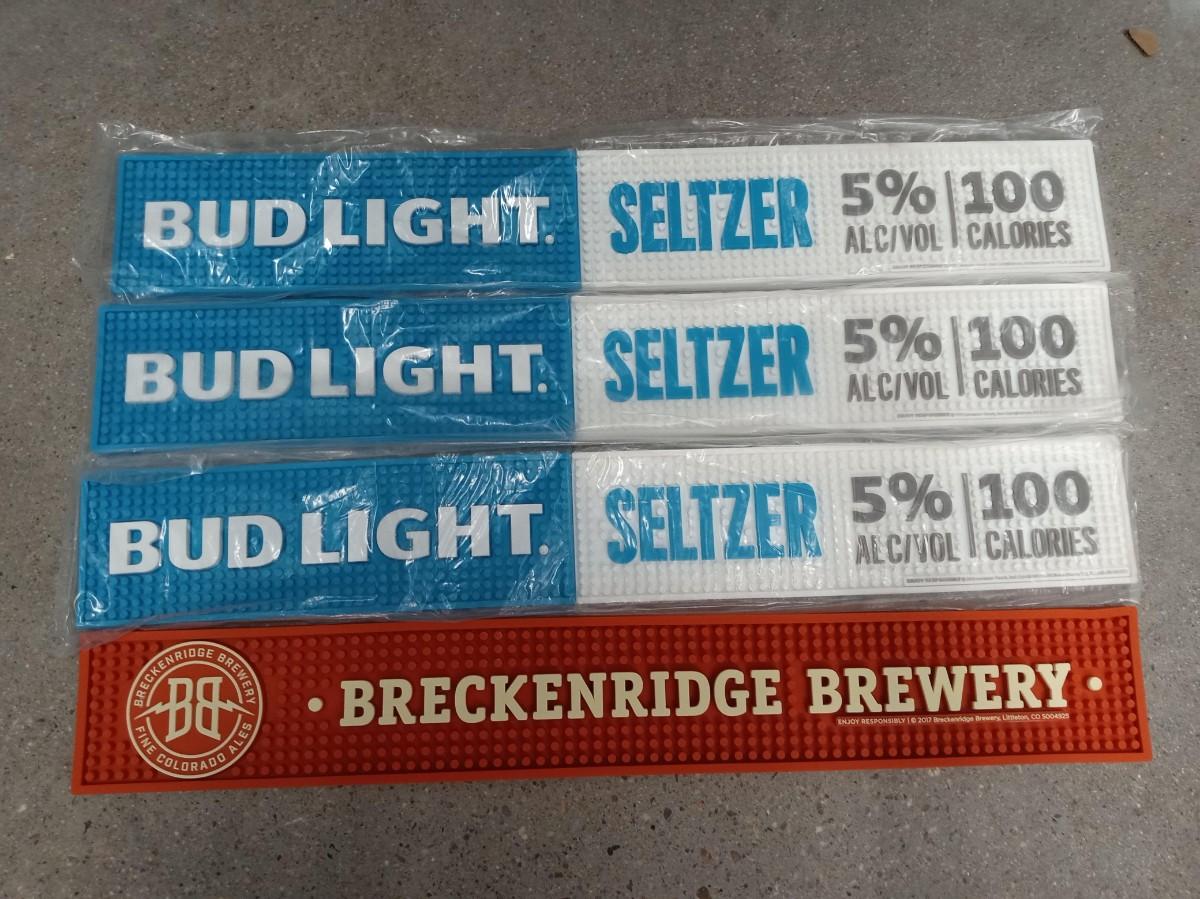 BUD LIGHT. SELTZER 5% ALC/VOL | 100 CALORIES
BUD LIGHT. SELTZER 5% ALC/VOL | 100 CALORIES
BUD LIGHT. SELTZER 5% ALC/VOL | 100 CALORIES
BRECKENRIDGE BREWERY
BB
FINE COLORADO ALES
• BRECKENRIDGE BREWERY •
ENJOY RESPONSIBLY | © 2017 Breckenridge Brewery, Littleton, CO 5004925